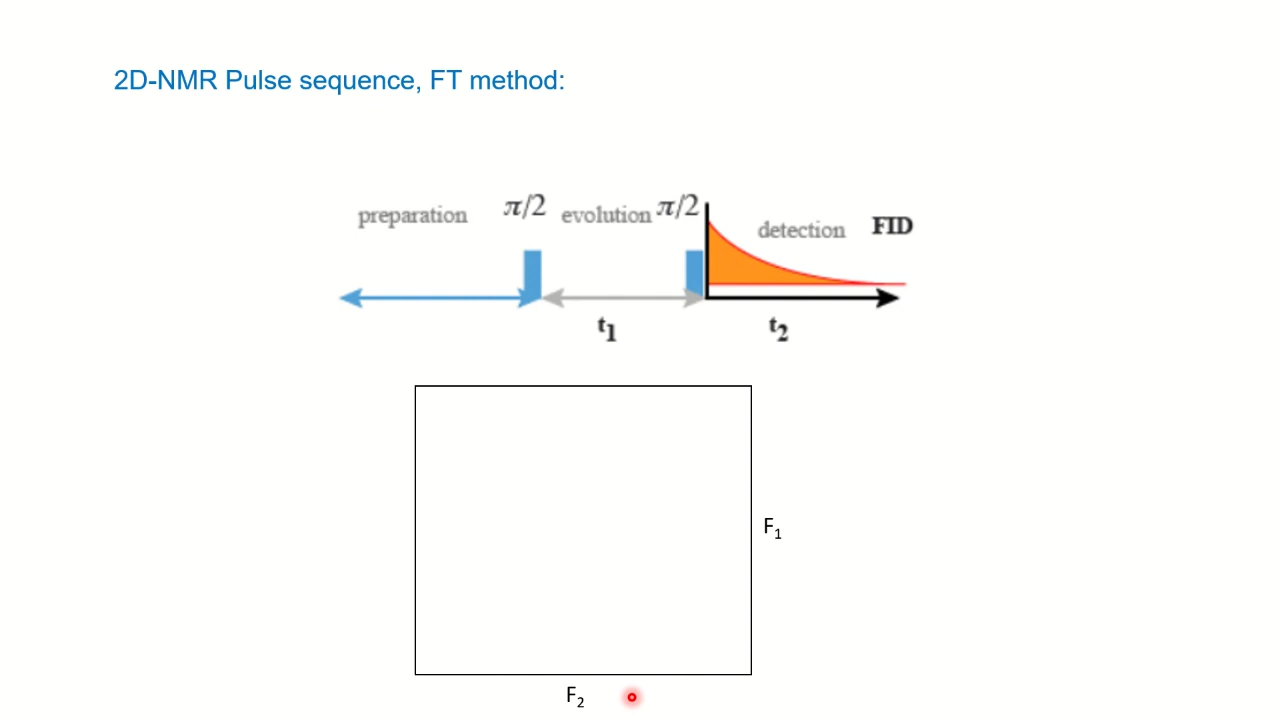 2D-NMR Pulse sequence, FT method:
preparation π/2 evolution π/2 detection FID
t₁ t₂
F₁
F₂